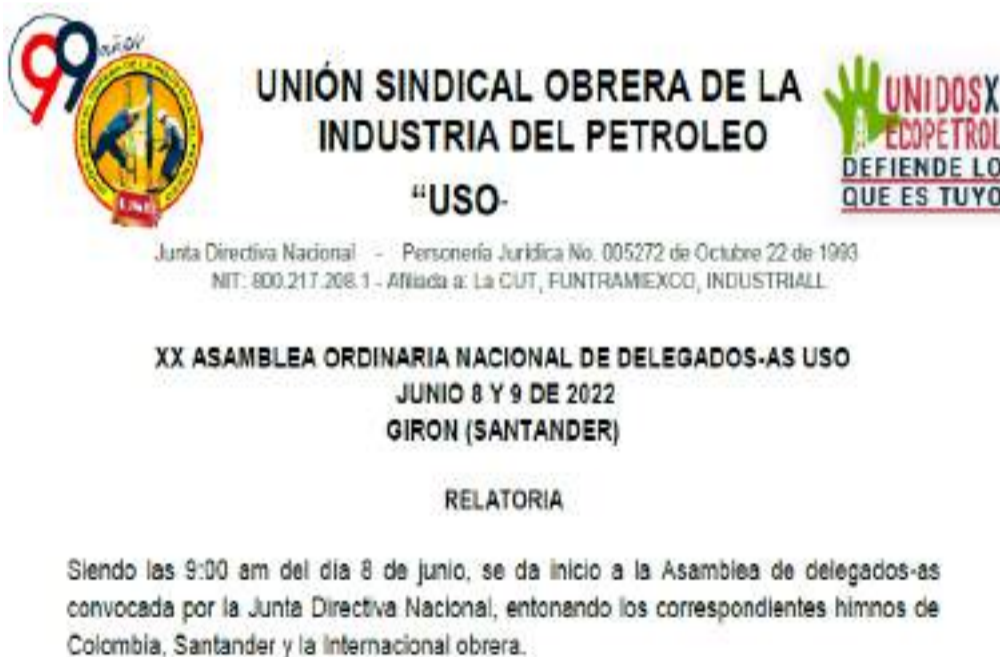 99 años
USO
UNIÓN SINDICAL OBRERA DE LA
INDUSTRIA DEL PETROLEO
“USO-
UNIDOSX
ECOPETROL
DEFIENDE LO
QUE ES TUYO
Junta Directiva Nacional - Personería Jurídica No. 005272 de Octubre 22 de 1993
NIT: 800.217.208.1 - Afiliada a: La CUT, FUNTRAMIEXCO, INDUSTRIALL
XX ASAMBLEA ORDINARIA NACIONAL DE DELEGADOS-AS USO
JUNIO 8 Y 9 DE 2022
GIRON (SANTANDER)
RELATORIA
Siendo las 9:00 am del día 8 de junio, se da inicio a la Asamblea de delegados-as
convocada por la Junta Directiva Nacional, entonando los correspondientes himnos de
Colombia, Santander y la Internacional obrera.